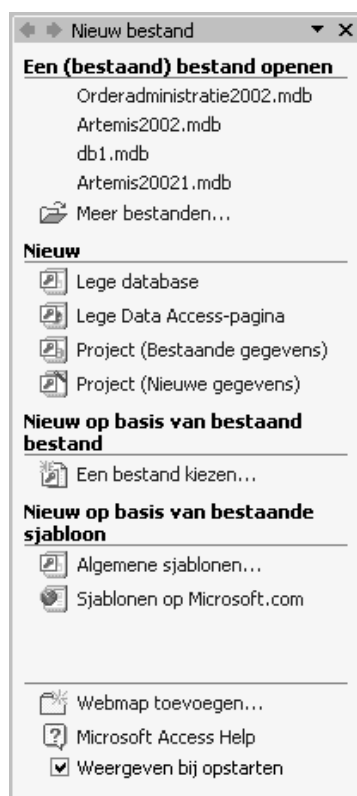 Nieuw bestand
Een (bestaand) bestand openen
Orderadministratie2002.mdb
Artemis2002.mdb
db1.mdb
Artemis20021.mdb
Meer bestanden...
Nieuw
Lege database
Lege Data Access-pagina
Project (Bestaande gegevens)
Project (Nieuwe gegevens)
Nieuw op basis van bestaand
bestand
Een bestand kiezen...
Nieuw op basis van bestaande
sjabloon
Algemene sjablonen...
Sjablonen op Microsoft.com
Webmap toevoegen...
Microsoft Access Help
Weergeven bij opstarten